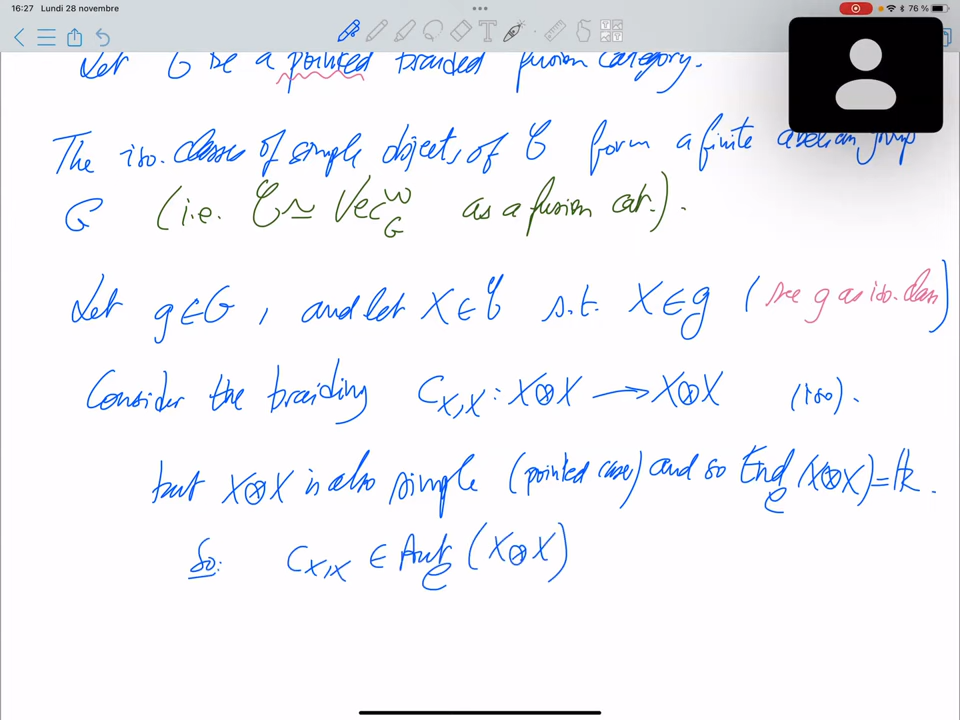 16:27 Lundi 28 novembre 76 %
Let 𝒞 be a pointed braided fusion category.
The iso. classes of simple objects of 𝒞 form a finite abelian group
G (i.e. 𝒞 ≃ Vec_G^ω as a fusion cat.).
Let g ∈ G, and let X ∈ 𝒞 s.t. X ∈ g (see g as iso. class)
Consider the braiding C_{X,X} : X⊗X → X⊗X (iso).
but X⊗X is also simple (pointed case) and so End_𝒞(X⊗X) = 𝕜.
So: C_{X,X} ∈ Aut_𝒞(X⊗X)